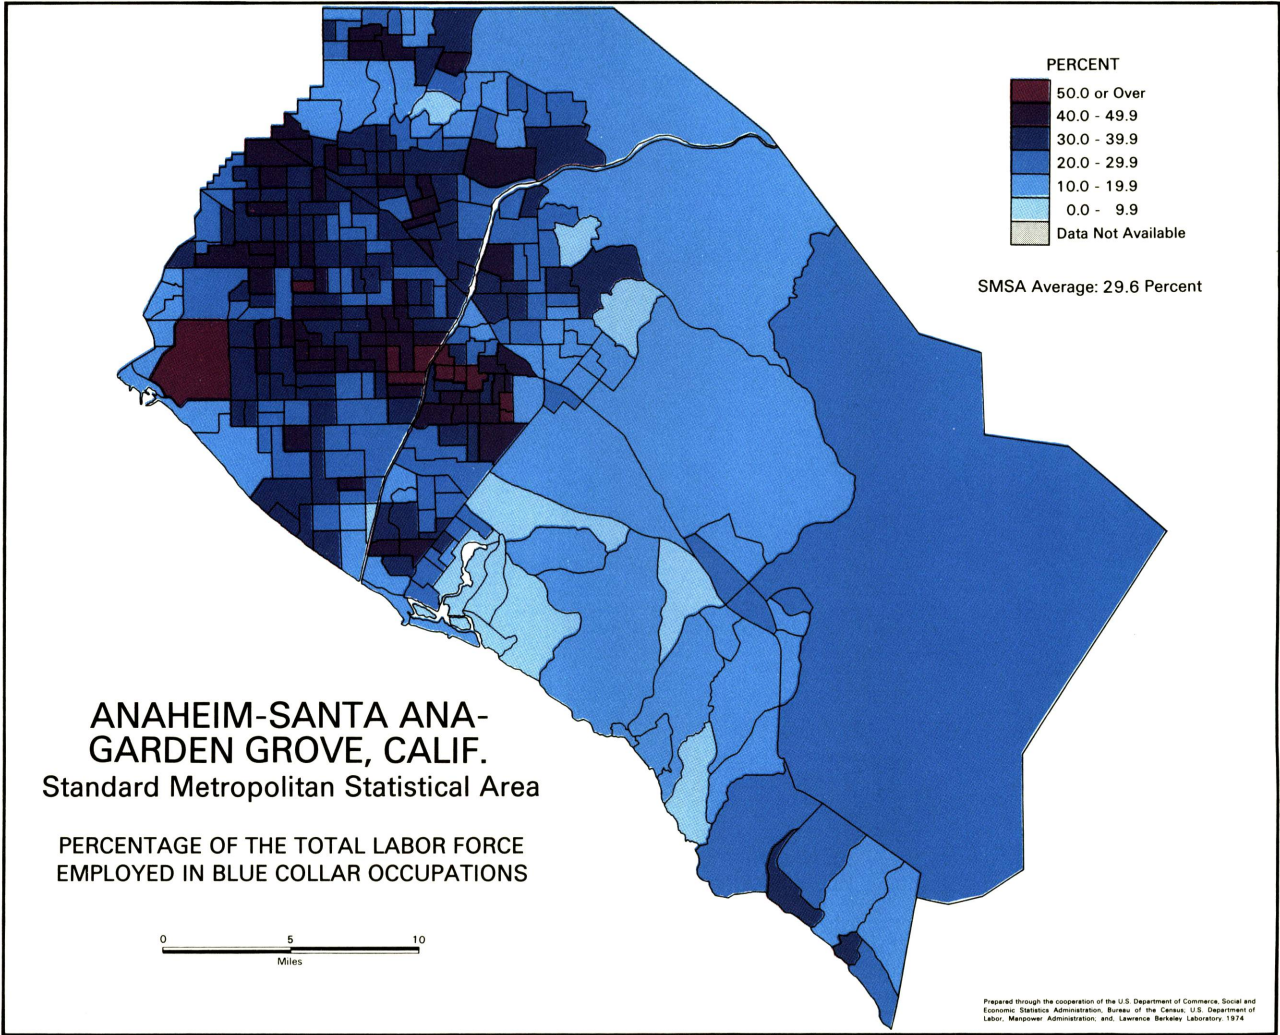 PERCENT
50.0 or Over
40.0 - 49.9
30.0 - 39.9
20.0 - 29.9
10.0 - 19.9
0.0 - 9.9
Data Not Available
SMSA Average: 29.6 Percent
ANAHEIM-SANTA ANA-
GARDEN GROVE, CALIF.
Standard Metropolitan Statistical Area
PERCENTAGE OF THE TOTAL LABOR FORCE
EMPLOYED IN BLUE COLLAR OCCUPATIONS
0 5 10
Miles
Prepared through the cooperation of the U.S. Department of Commerce, Social and
Economic Statistics Administration, Bureau of the Census; U.S. Department of
Labor, Manpower Administration; and, Lawrence Berkeley Laboratory. 1974